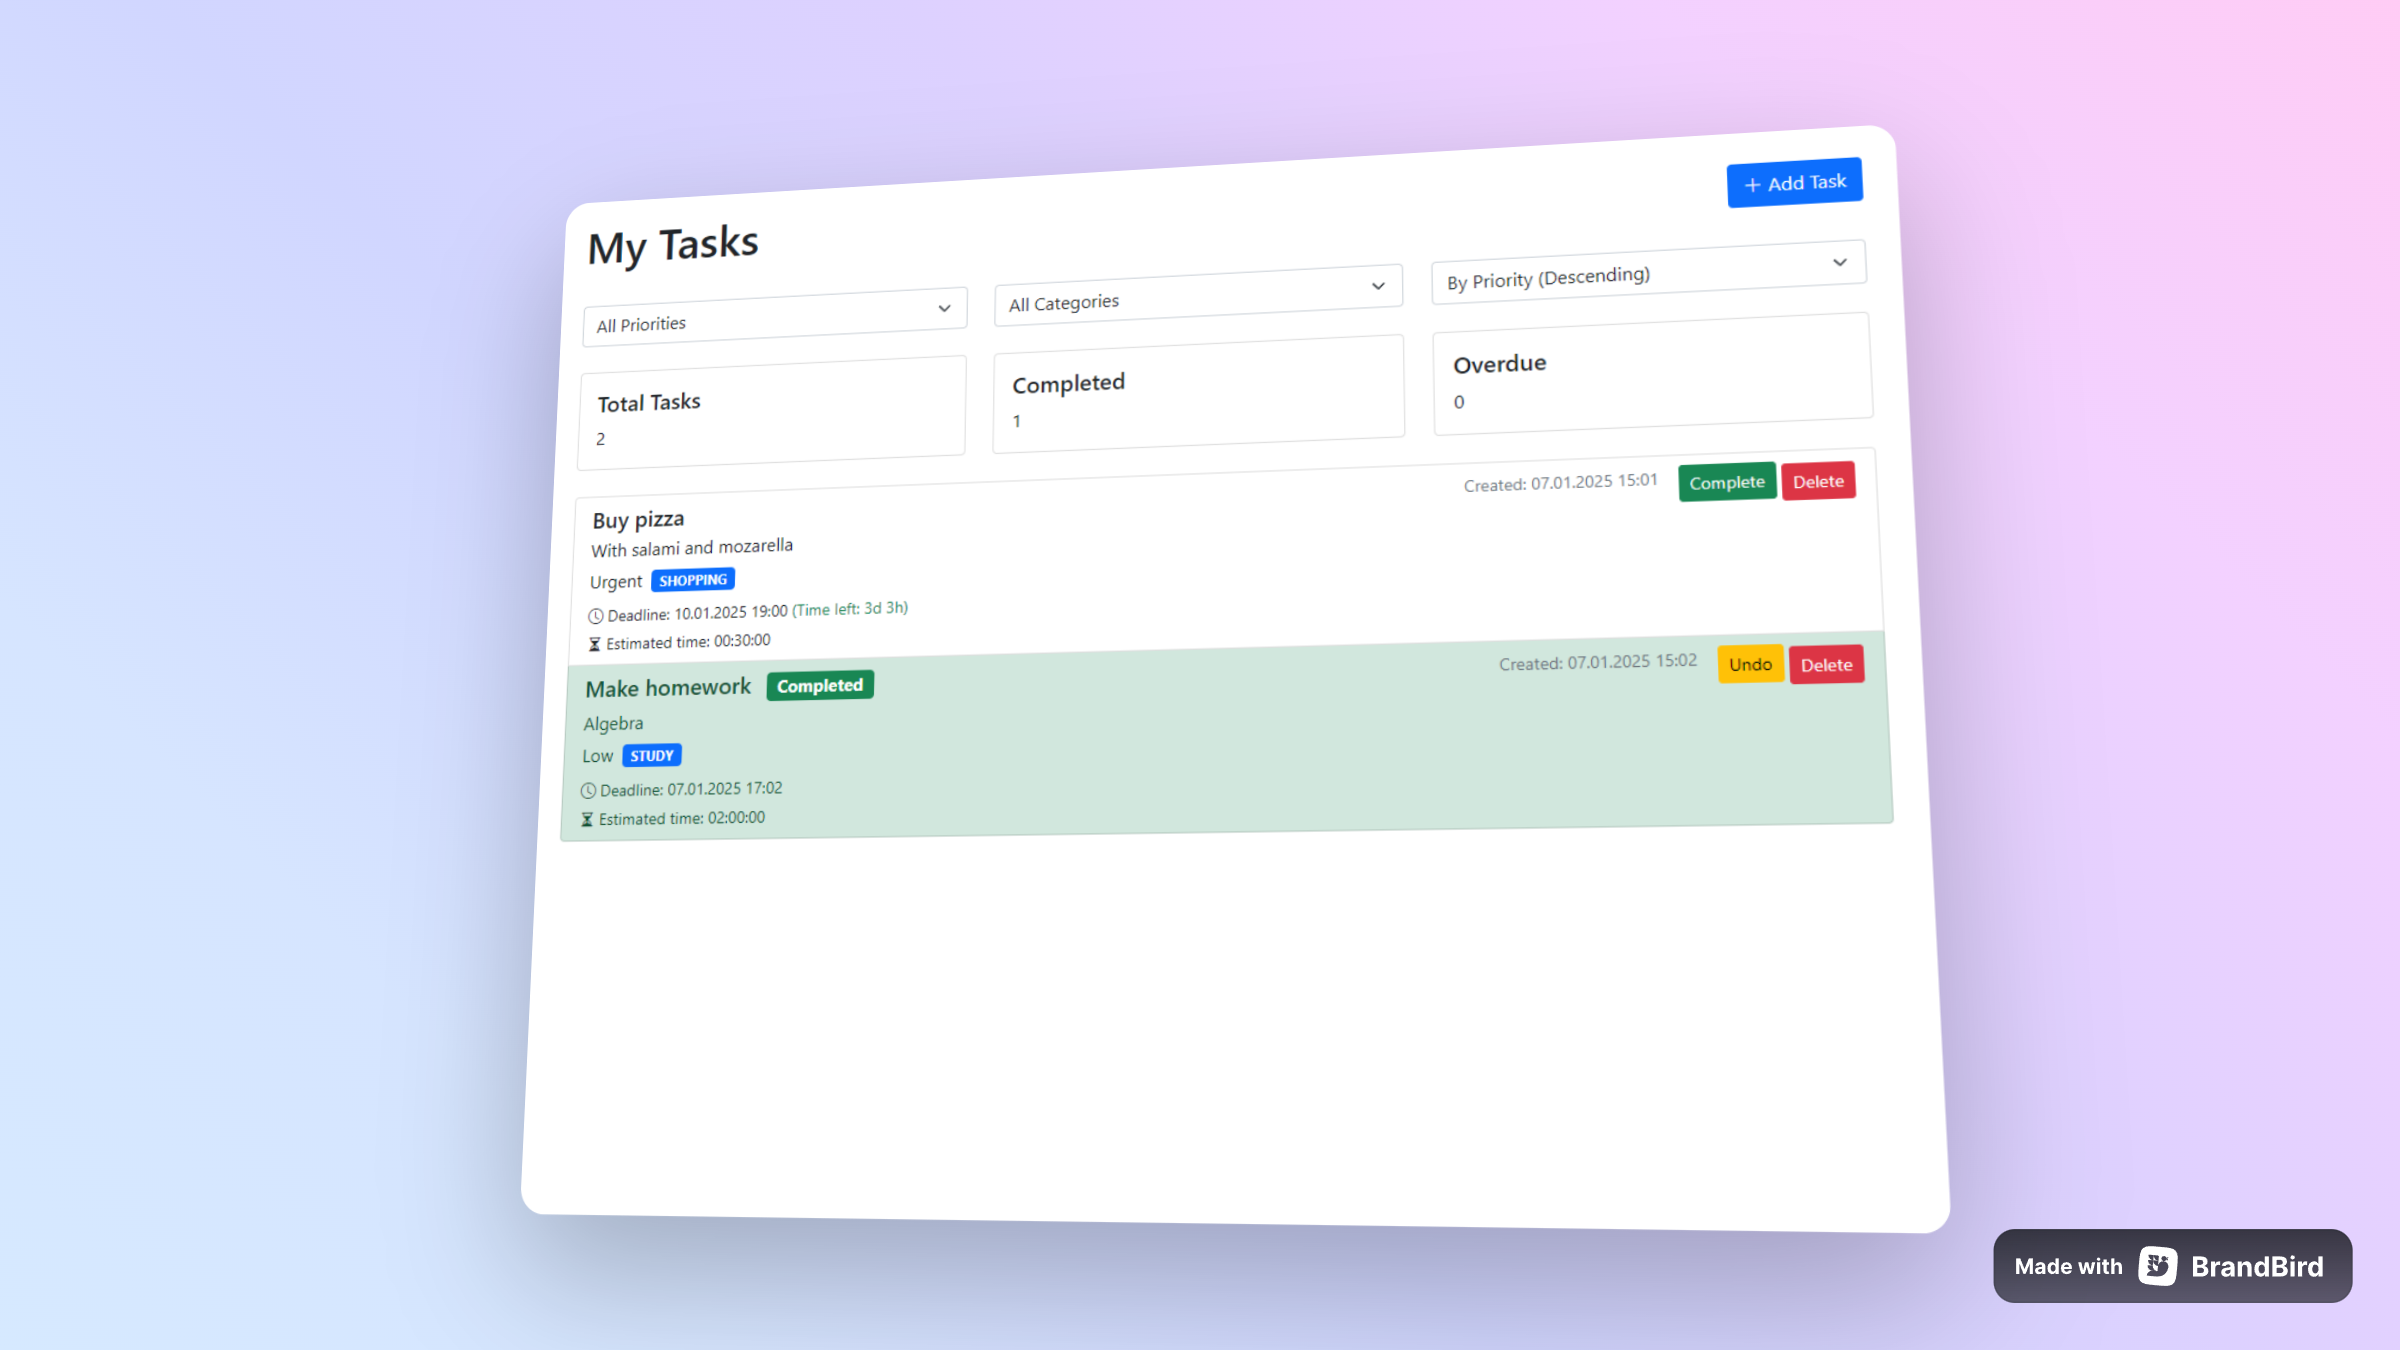 My Tasks
+ Add Task
All Priorities
All Categories
By Priority (Descending)
Total Tasks
2
Completed
1
Overdue
0
Buy pizza
Created: 07.01.2025 15:01 Complete Delete
With salami and mozarella
Urgent SHOPPING
Deadline: 10.01.2025 19:00 (Time left: 3d 3h)
Estimated time: 00:30:00
Make homework Completed
Created: 07.01.2025 15:02 Undo Delete
Algebra
Low STUDY
Deadline: 07.01.2025 17:02
Estimated time: 02:00:00
Made with BrandBird